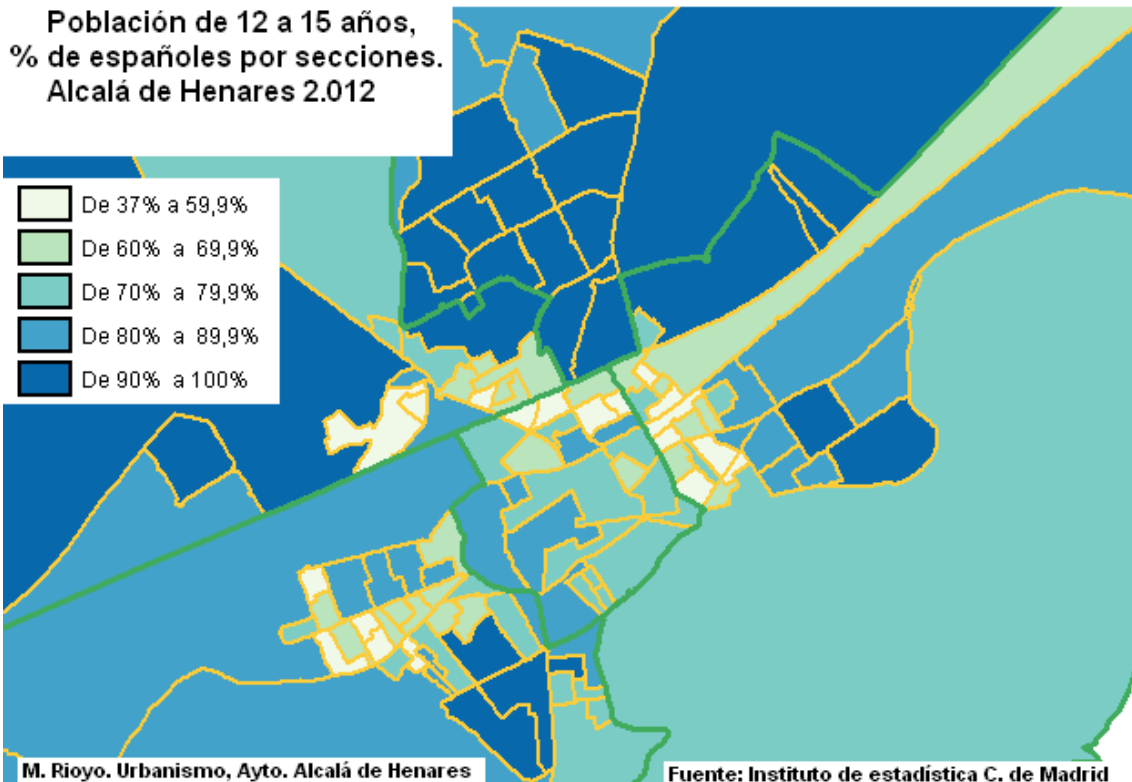 Población de 12 a 15 años,
% de españoles por secciones.
Alcalá de Henares 2.012
De 37% a 59,9%
De 60% a 69,9%
De 70% a 79,9%
De 80% a 89,9%
De 90% a 100%
M. Rioyo. Urbanismo, Ayto. Alcalá de Henares
Fuente: Instituto de estadística C. de Madrid